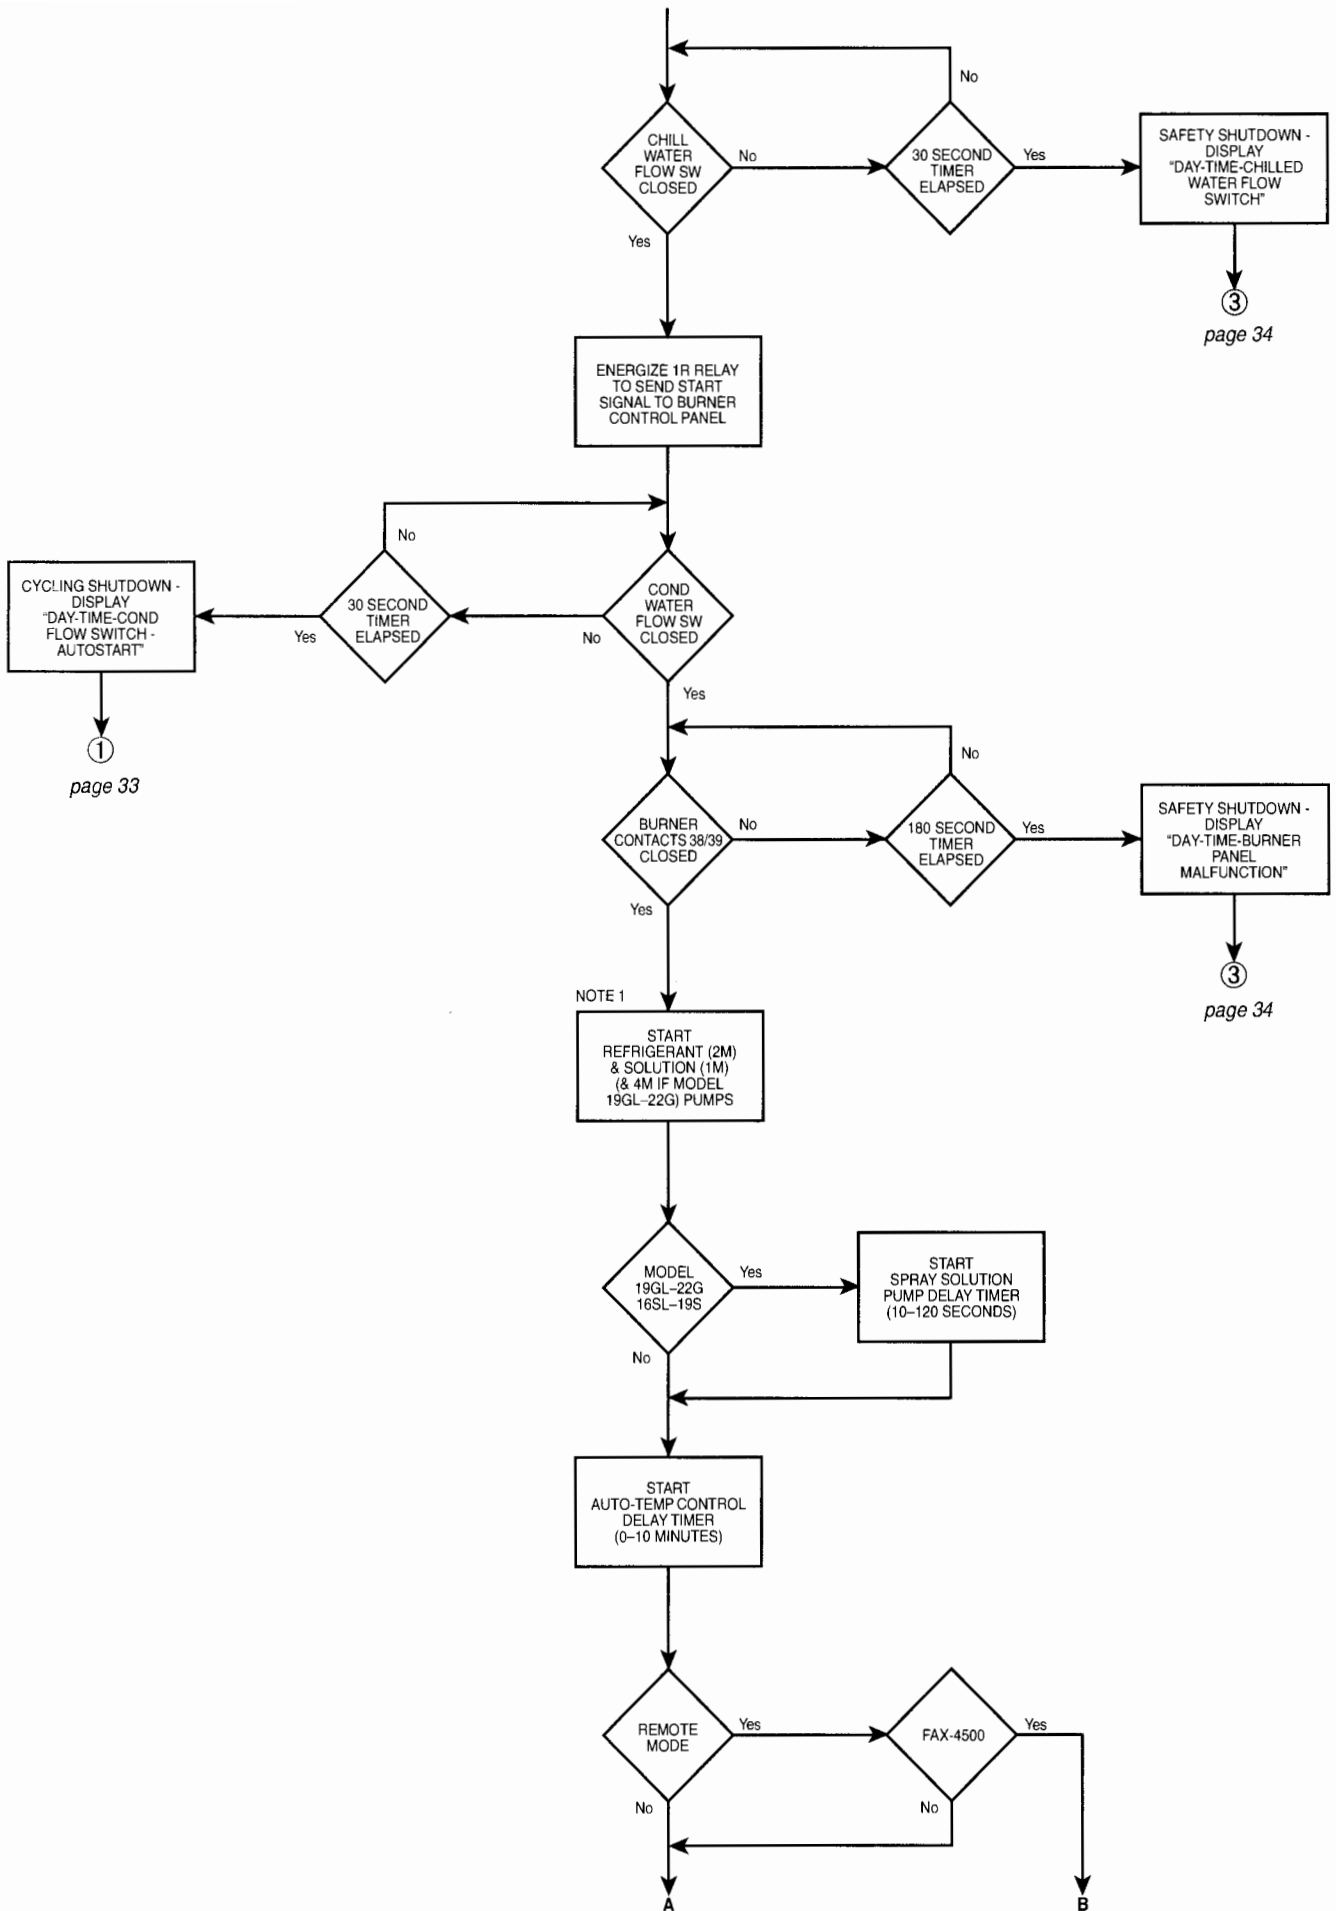 No
CHILL
WATER
FLOW SW
CLOSED
No
30 SECOND
TIMER
ELAPSED
Yes
SAFETY SHUTDOWN -
DISPLAY
"DAY-TIME-CHILLED
WATER FLOW
SWITCH"
Yes
3
page 34
ENERGIZE 1R RELAY
TO SEND START
SIGNAL TO BURNER
CONTROL PANEL
No
CYCLING SHUTDOWN -
DISPLAY
"DAY-TIME-COND
FLOW SWITCH -
AUTOSTART"
Yes
30 SECOND
TIMER
ELAPSED
No
COND
WATER
FLOW SW
CLOSED
Yes
1
page 33
No
BURNER
CONTACTS 38/39
CLOSED
No
180 SECOND
TIMER
ELAPSED
Yes
SAFETY SHUTDOWN -
DISPLAY
"DAY-TIME-BURNER
PANEL
MALFUNCTION"
Yes
3
page 34
NOTE 1
START
REFRIGERANT (2M)
& SOLUTION (1M)
(& 4M IF MODEL
19GL–22G) PUMPS
MODEL
19GL–22G
16SL–19S
Yes
START
SPRAY SOLUTION
PUMP DELAY TIMER
(10–120 SECONDS)
No
START
AUTO-TEMP CONTROL
DELAY TIMER
(0–10 MINUTES)
REMOTE
MODE
Yes
FAX-4500
Yes
No
No
A
B